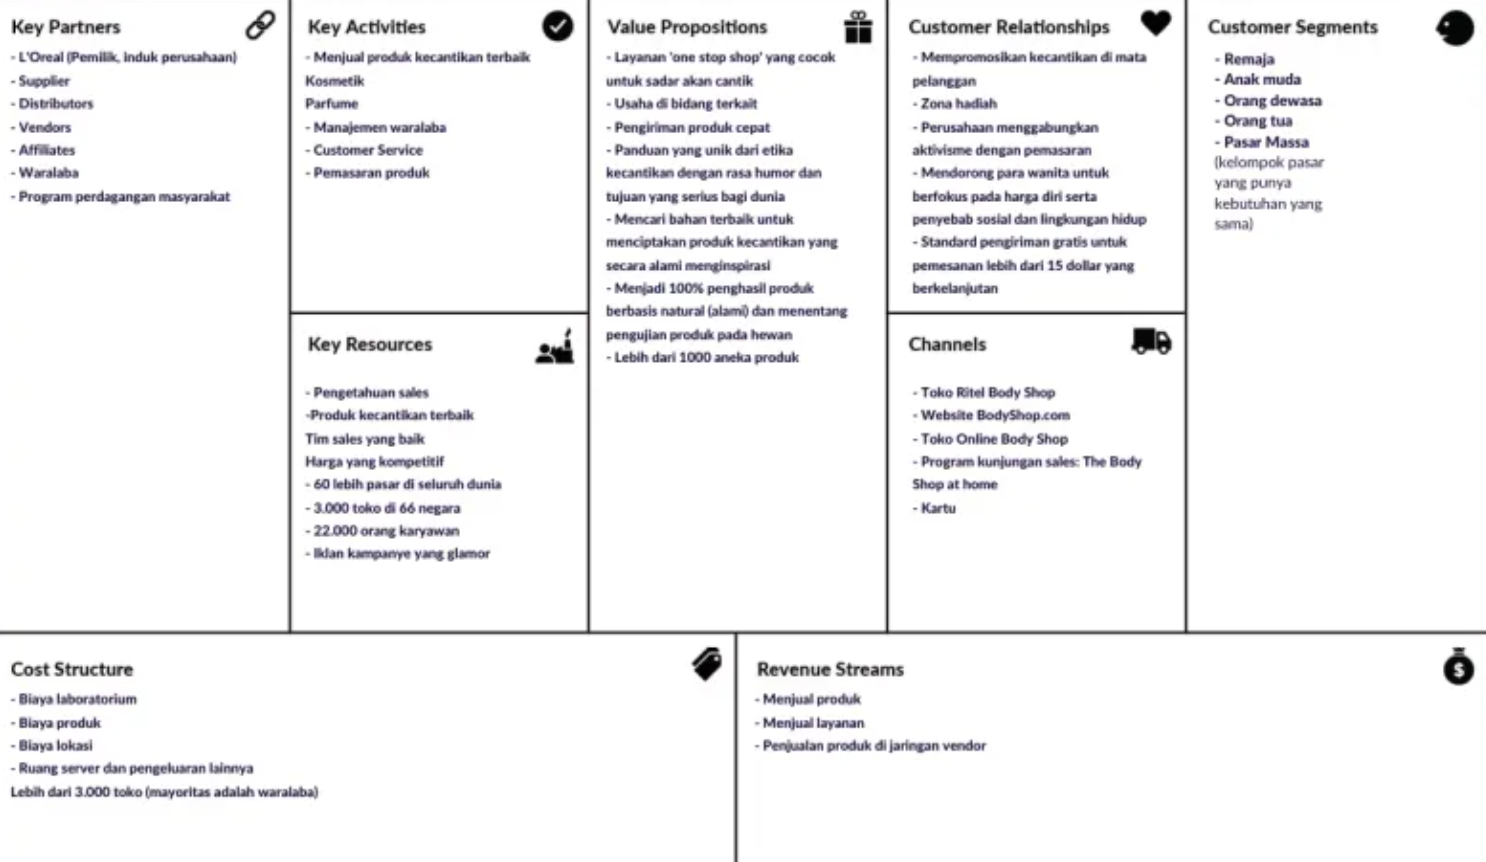 Key Partners
- L'Oreal (Pemilik, induk perusahaan)
- Supplier
- Distributors
- Vendors
- Affiliates
- Waralaba
- Program perdagangan masyarakat
Key Activities
- Menjual produk kecantikan terbaik
Kosmetik
Parfume
- Manajemen waralaba
- Customer Service
- Pemasaran produk
Key Resources
- Pengetahuan sales
-Produk kecantikan terbaik
Tim sales yang baik
Harga yang kompetitif
- 60 lebih pasar di seluruh dunia
- 3.000 toko di 66 negara
- 22.000 orang karyawan
- Iklan kampanye yang glamor
Value Propositions
- Layanan 'one stop shop' yang cocok
untuk sadar akan cantik
- Usaha di bidang terkait
- Pengiriman produk cepat
- Panduan yang unik dari etika
kecantikan dengan rasa humor dan
tujuan yang serius bagi dunia
- Mencari bahan terbaik untuk
menciptakan produk kecantikan yang
secara alami menginspirasi
- Menjadi 100% penghasil produk
berbasis natural (alami) dan menentang
pengujian produk pada hewan
- Lebih dari 1000 aneka produk
Customer Relationships
- Mempromosikan kecantikan di mata
pelanggan
- Zona hadiah
- Perusahaan menggabungkan
aktivisme dengan pemasaran
- Mendorong para wanita untuk
berfokus pada harga diri serta
penyebab sosial dan lingkungan hidup
- Standard pengiriman gratis untuk
pemesanan lebih dari 15 dollar yang
berkelanjutan
Channels
- Toko Ritel Body Shop
- Website BodyShop.com
- Toko Online Body Shop
- Program kunjungan sales: The Body
Shop at home
- Kartu
Customer Segments
- Remaja
- Anak muda
- Orang dewasa
- Orang tua
- Pasar Massa
(kelompok pasar
yang punya
kebutuhan yang
sama)
Cost Structure
- Biaya laboratorium
- Biaya produk
- Biaya lokasi
- Ruang server dan pengeluaran lainnya
Lebih dari 3.000 toko (mayoritas adalah waralaba)
Revenue Streams
- Menjual produk
- Menjual layanan
- Penjualan produk di jaringan vendor
$